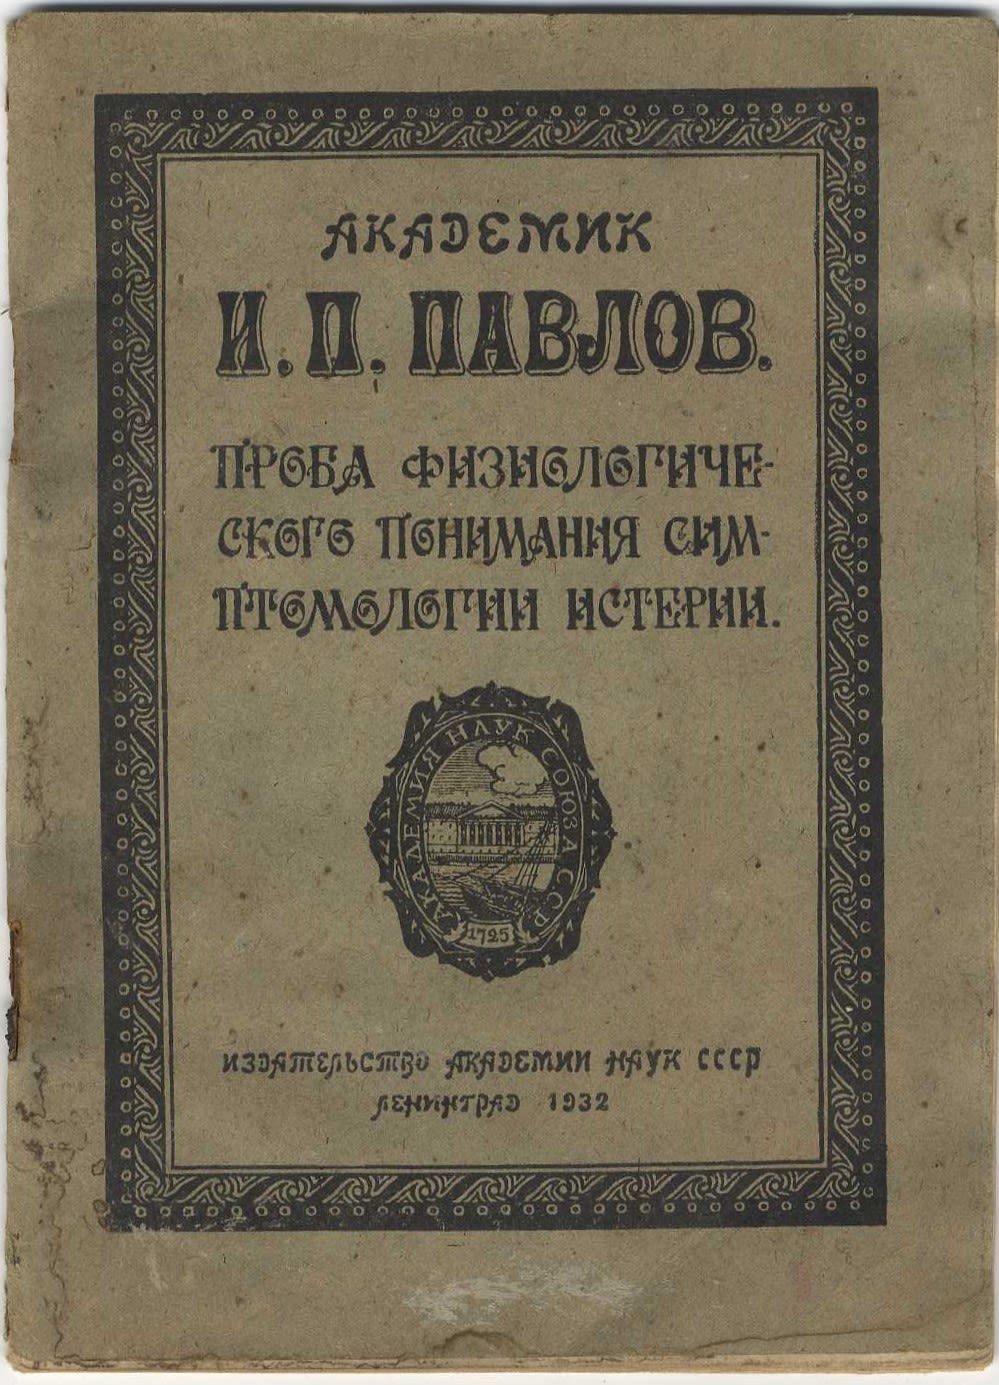 АКАДЕМИК
И. П. ПАВЛОВ.
ПРОБА ФИЗИОЛОГИЧЕ-
СКОГО ПОНИМАНИЯ СИМ-
ПТОМОЛОГИИ ИСТЕРИИ.
АКАДЕМИЯ НАУК СОЮЗА ССР
1725
ИЗДАТЕЛЬСТВО АКАДЕМИИ НАУК СССР
ЛЕНИНГРАД 1932